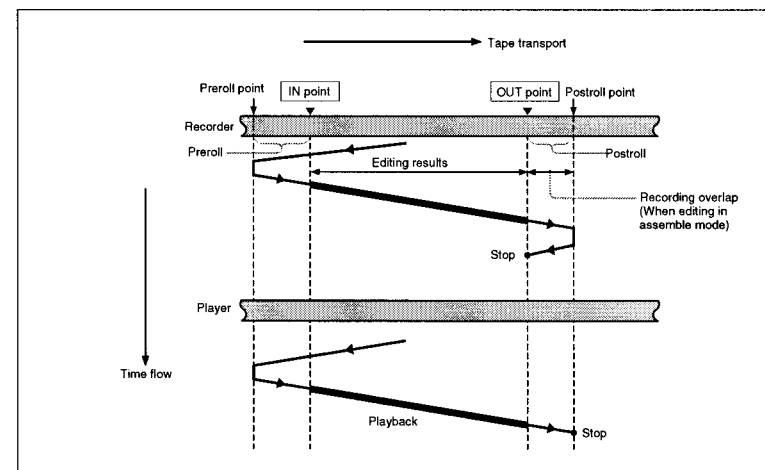 Tape transport
Preroll point
IN point
OUT point
Postroll point
Recorder
Preroll
Editing results
Postroll
Recording overlap
(When editing in
assemble mode)
Stop
Player
Time flow
Playback
Stop